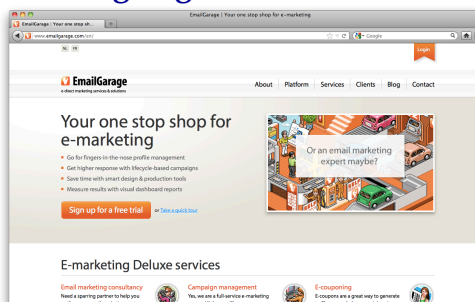 EmailGarage | Your one stop shop for e-marketing
EmailGarage | Your one stop sh...
www.emailgarage.com/en/
Google
NL FR
Login
EmailGarage
e-direct marketing services & solutions
About Platform Services Clients Blog Contact
Your one stop shop for
e-marketing
Go for fingers-in-the-nose profile management
Get higher response with lifecycle-based campaigns
Save time with smart design & production tools
Measure results with visual dashboard reports
Sign up for a free trial or Take a quick tour
Or an email marketing
expert maybe?
E-marketing Deluxe services
Email marketing consultancy
Need a sparring partner to help you
Campaign management
Yes, we are a full-service e-marketing
E-couponing
E-coupons are a great way to generate